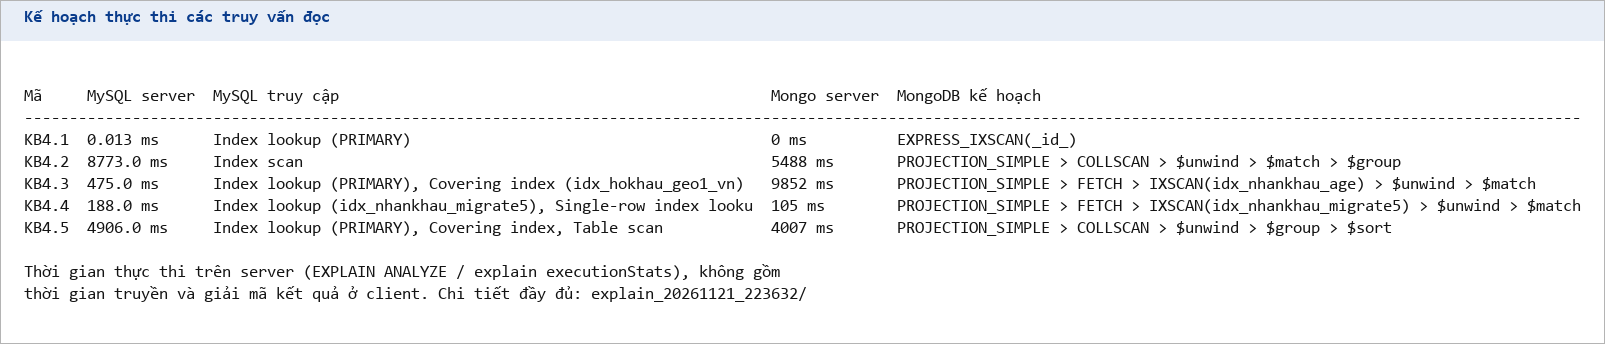 Kế hoạch thực thi các truy vấn đọc
Mã MySQL server MySQL truy cập Mongo server MongoDB kế hoạch
-----------------------------------------------------------------------------------------------------------------------------------------------------------------------------
KB4.1 0.013 ms Index lookup (PRIMARY) 0 ms EXPRESS_IXSCAN(_id_)
KB4.2 8773.0 ms Index scan 5488 ms PROJECTION_SIMPLE > COLLSCAN > $unwind > $match > $group
KB4.3 475.0 ms Index lookup (PRIMARY), Covering index (idx_hokhau_geo1_vn) 9852 ms PROJECTION_SIMPLE > FETCH > IXSCAN(idx_nhankhau_age) > $unwind > $match
KB4.4 188.0 ms Index lookup (idx_nhankhau_migrate5), Single-row index looku 105 ms PROJECTION_SIMPLE > FETCH > IXSCAN(idx_nhankhau_migrate5) > $unwind > $match
KB4.5 4906.0 ms Index lookup (PRIMARY), Covering index, Table scan 4007 ms PROJECTION_SIMPLE > COLLSCAN > $unwind > $group > $sort
Thời gian thực thi trên server (EXPLAIN ANALYZE / explain executionStats), không gồm
thời gian truyền và giải mã kết quả ở client. Chi tiết đầy đủ: explain_20261121_223632/